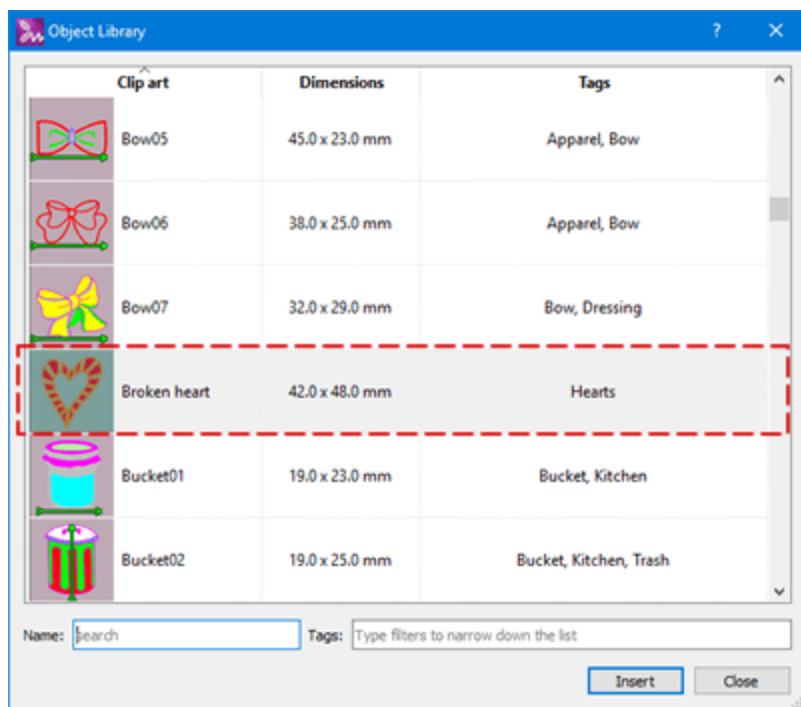 Object Library
Clip art Dimensions Tags
Bow05 45.0 x 23.0 mm Apparel, Bow
Bow06 38.0 x 25.0 mm Apparel, Bow
Bow07 32.0 x 29.0 mm Bow, Dressing
Broken heart 42.0 x 48.0 mm Hearts
Bucket01 19.0 x 23.0 mm Bucket, Kitchen
Bucket02 19.0 x 25.0 mm Bucket, Kitchen, Trash
Name: search Tags: Type filters to narrow down the list
Insert Close